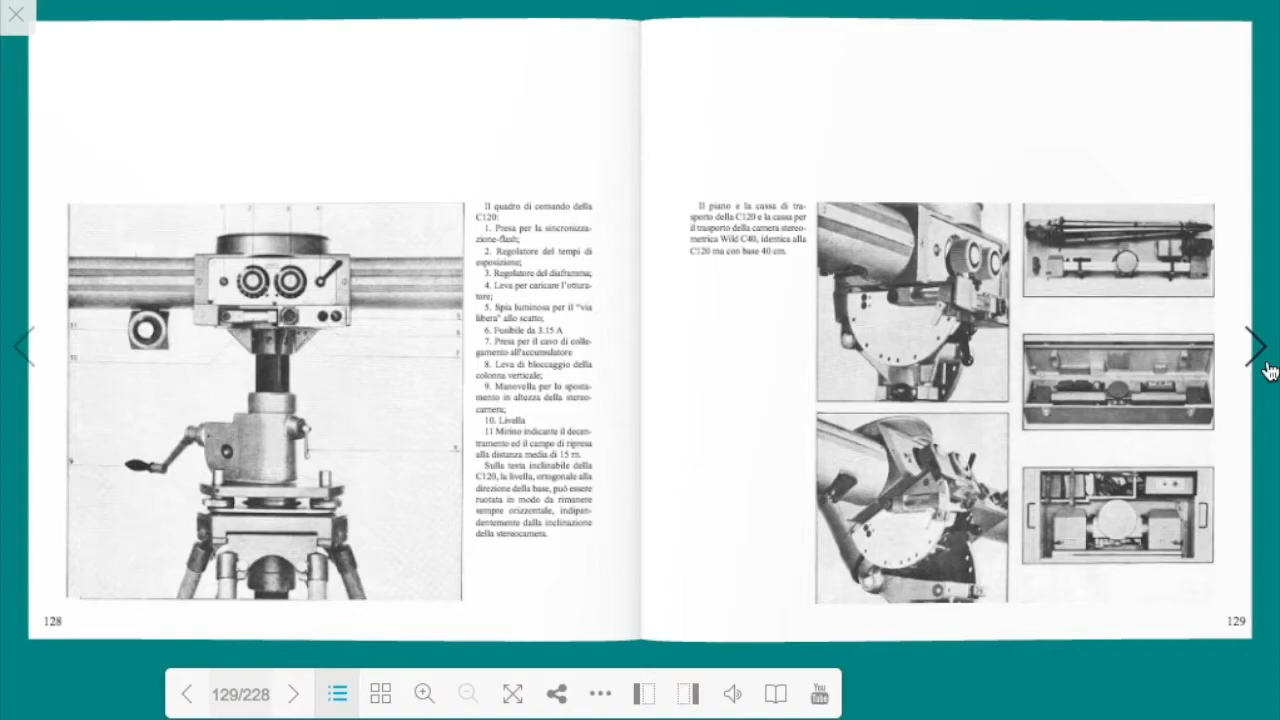 Il quadro di comando della
C120:
1. Presa per la sincronizza-
zione-flash;
2. Regolatore del tempi di
esposizione;
3. Regolatore del diaframma;
4. Leva per caricare l'ottura-
tore;
5. Spia luminosa per il "via
libera" allo scatto;
6. Fusibile da 3.15 A
7. Presa per il cavo di colle-
gamento all'accumulatore
8. Leva di bloccaggio della
colonna verticale;
9. Manovella per lo sposta-
mento in altezza della stereo-
camera;
10. Livella
11 Mirino indicante il decen-
tramento ed il campo di ripresa
alla distanza media di 15 m.
Sulla testa inclinabile della
C120, la livella, ortogonale alla
direzione della base, può essere
ruotata in modo da rimanere
sempre orizzontale, indipen-
dentemente dalla inclinazione
della stereocamera.
128
Il piano e la cassa di tra-
sporto della C120 e la cassa per
il trasporto della camera stereo-
metrica Wild C40, identica alla
C120 ma con base 40 cm.
129
129/228
You
Tube